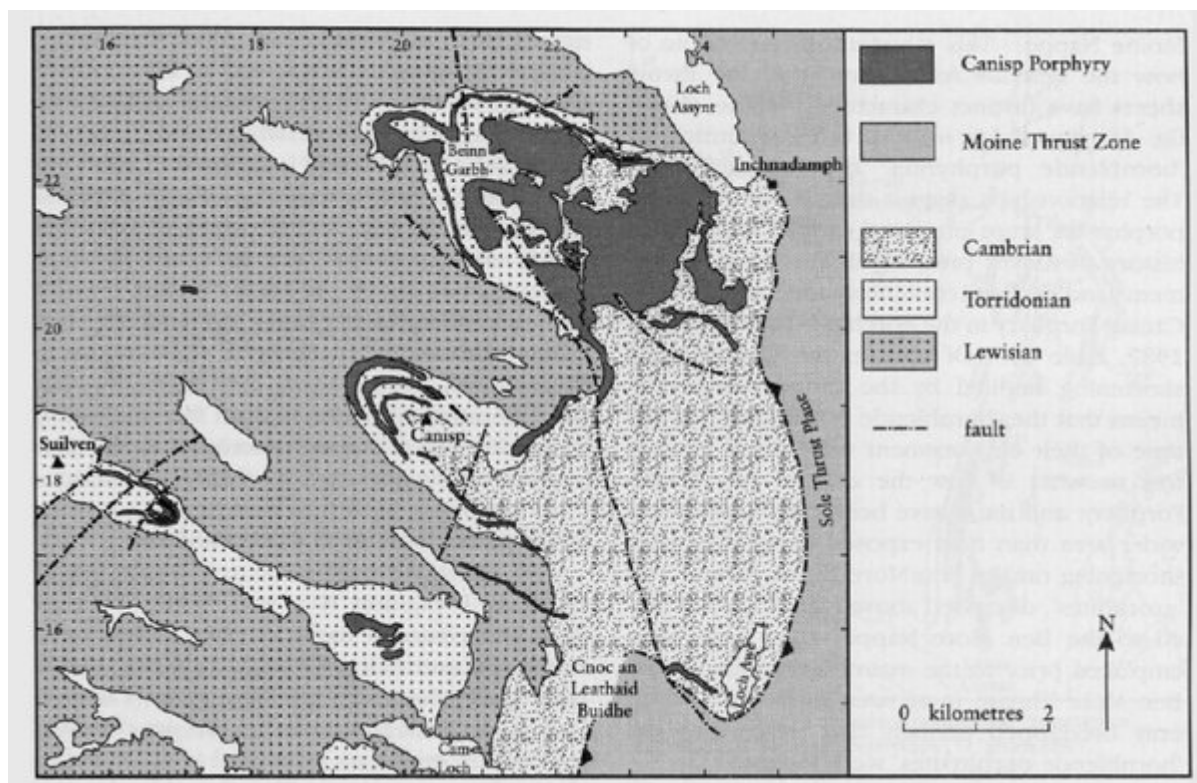 16
20
22
24
Loch
Assynt
Beinn
Garbh
Inchnadamph
22
20
Canisp
Suilven
18
Sole Thrust Plane
16
Cnoc an
Leathaid
Buidhe
Loch Awe
Cam
Loch
Canisp Porphyry
Moine Thrust Zone
Cambrian
Torridonian
Lewisian
fault
N
0 kilometres 2